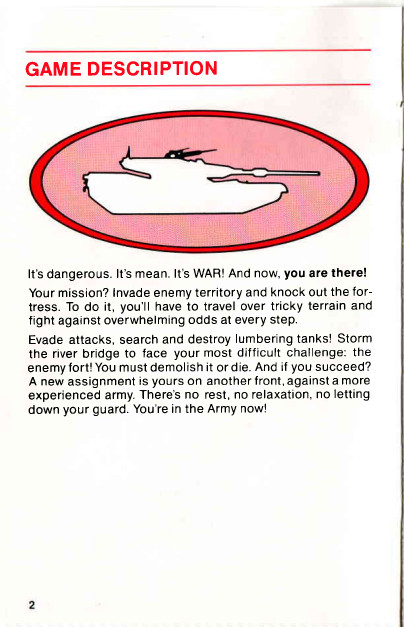 GAME DESCRIPTION
It's dangerous. It's mean. It's WAR! And now, you are there!
Your mission? Invade enemy territory and knock out the for-
tress. To do it, you'll have to travel over tricky terrain and
fight against overwhelming odds at every step.
Evade attacks, search and destroy lumbering tanks! Storm
the river bridge to face your most difficult challenge: the
enemy fort! You must demolish it or die. And if you succeed?
A new assignment is yours on another front, against a more
experienced army. There's no rest, no relaxation, no letting
down your guard. You're in the Army now!
2